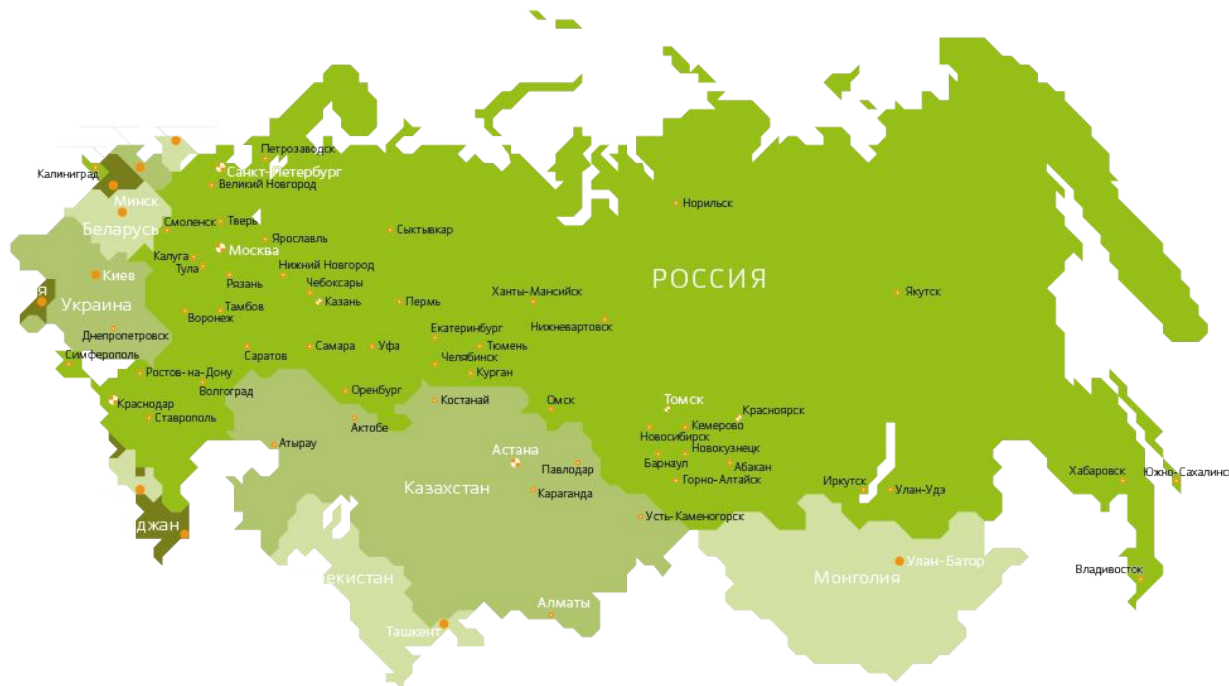 Петрозаводск
Санкт-Петербург
Калининград
Великий Новгород
Минск
Норильск
Смоленск
Тверь
Беларусь
Сыктывкар
Ярославль
Москва
Калуга
Тула
Нижний Новгород
Киев
РОССИЯ
Рязань
Чебоксары
я
Якутск
Украина
Казань
Пермь
Ханты-Мансийск
Воронеж
Тамбов
Нижневартовск
Днепропетровск
Екатеринбург
Симферополь
Саратов
Самара
Уфа
Тюмень
Челябинск
Ростов-на-Дону
Курган
Волгоград
Оренбург
Краснодар
Костанай
Омск
Томск
Красноярск
Ставрополь
Актобе
Кемерово
Новосибирск
Атырау
Астана
Новокузнецк
Павлодар
Барнаул
Абакан
Хабаровск
Южно-Сахалинск
Казахстан
Караганда
Горно-Алтайск
Иркутск
Улан-Удэ
Усть-Каменогорск
джан
Улан-Батор
Владивосток
екистан
Монголия
Алматы
Ташкент